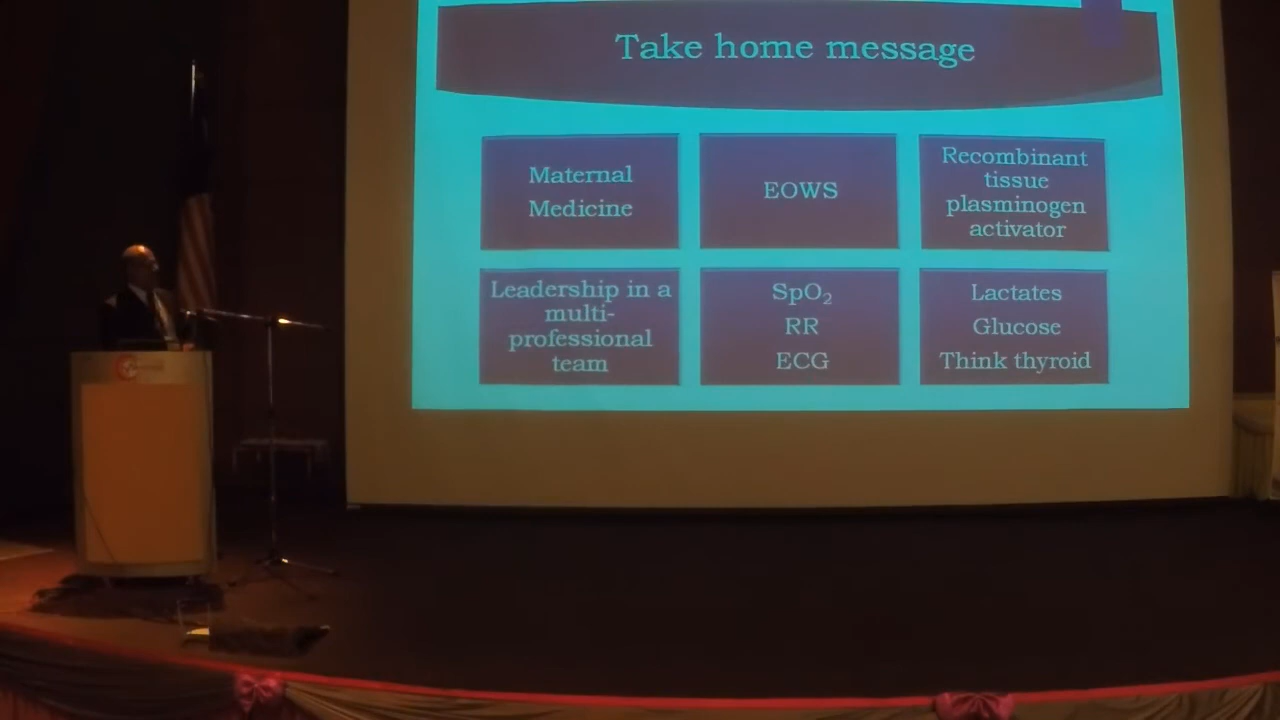 Take home message
Maternal
Medicine
EOWS
Recombinant
tissue
plasminogen
activator
Leadership in a
multi-
professional
team
SpO₂
RR
ECG
Lactates
Glucose
Think thyroid